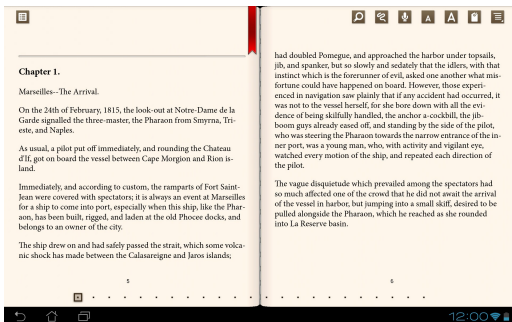 Chapter 1.
Marseilles--The Arrival.
On the 24th of February, 1815, the look-out at Notre-Dame de la
Garde signalled the three-master, the Pharaon from Smyrna, Tri-
este, and Naples.
As usual, a pilot put off immediately, and rounding the Chateau
d'If, got on board the vessel between Cape Morgion and Rion is-
land.
Immediately, and according to custom, the ramparts of Fort Saint-
Jean were covered with spectators; it is always an event at Marseilles
for a ship to come into port, especially when this ship, like the Phar-
aon, has been built, rigged, and laden at the old Phocee docks, and
belongs to an owner of the city.
The ship drew on and had safely passed the strait, which some volca-
nic shock has made between the Calasareigne and Jaros islands;
5
had doubled Pomegue, and approached the harbor under topsails,
jib, and spanker, but so slowly and sedately that the idlers, with that
instinct which is the forerunner of evil, asked one another what mis-
fortune could have happened on board. However, those experi-
enced in navigation saw plainly that if any accident had occurred, it
was not to the vessel herself, for she bore down with all the evi-
dence of being skilfully handled, the anchor a-cockbill, the jib-
boom guys already eased off, and standing by the side of the pilot,
who was steering the Pharaon towards the narrow entrance of the in-
ner port, was a young man, who, with activity and vigilant eye,
watched every motion of the ship, and repeated each direction of
the pilot.
The vague disquietude which prevailed among the spectators had
so much affected one of the crowd that he did not await the arrival
of the vessel in harbor, but jumping into a small skiff, desired to be
pulled alongside the Pharaon, which he reached as she rounded
into La Reserve basin.
6
A A
12:00